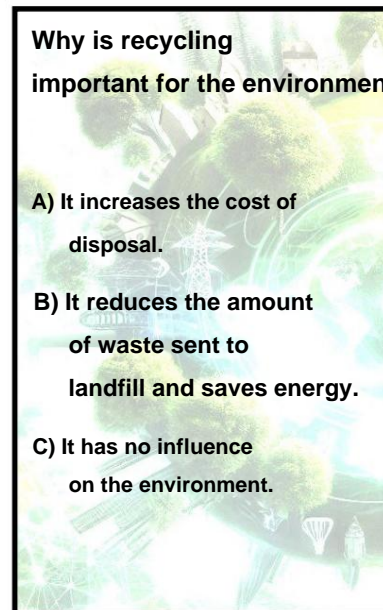 Why is recycling
important for the environmen
A) It increases the cost of
disposal.
B) It reduces the amount
of waste sent to
landfill and saves energy.
C) It has no influence
on the environment.